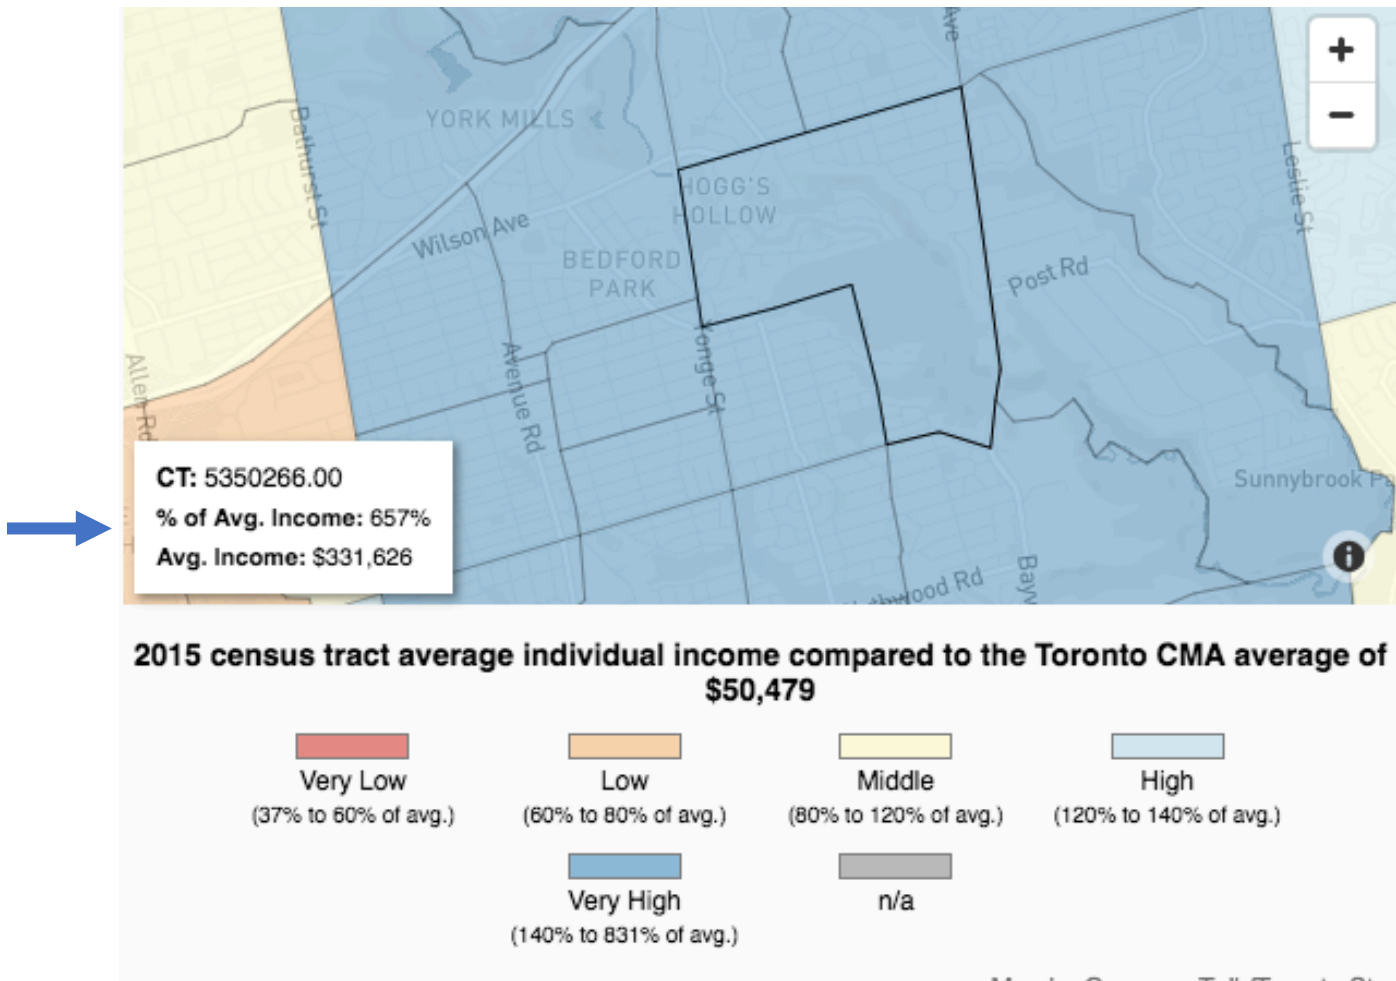 Ave
YORK MILLS
Bathurst St
Leslie St
HOGG'S
HOLLOW
Wilson Ave
BEDFORD
PARK
Post Rd
Yonge St
Avenue Rd
Allen Rd
Sunnybrook
CT: 5350266.00
% of Avg. Income: 657%
Avg. Income: $331,626
2015 census tract average individual income compared to the Toronto CMA average of
$50,479
Very Low
(37% to 60% of avg.)
Low
(60% to 80% of avg.)
Middle
(80% to 120% of avg.)
High
(120% to 140% of avg.)
Very High
(140% to 831% of avg.)
n/a